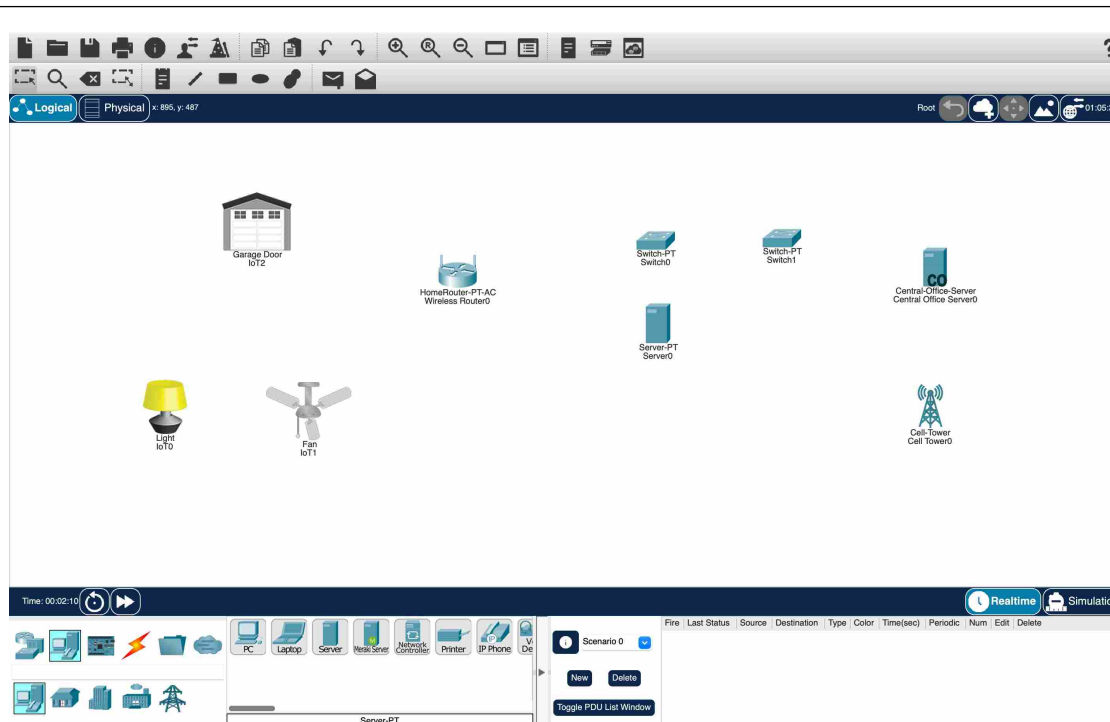 ?
Logical
Physical
x: 895, y: 487
Root
01:05:
Garage Door
IoT2
HomeRouter-PT-AC
Wireless Router0
Switch-PT
Switch0
Switch-PT
Switch1
Server-PT
Server0
CO
Central-Office-Server
Central Office Server0
Light
IoT0
Fan
IoT1
Cell-Tower
Cell Tower0
Time: 00:02:10
Realtime
Simulatio
PC
Laptop
Server
Meraki Server
Network Controller
Printer
IP
IP Phone
Server-PT
Scenario 0
New
Delete
Toggle PDU List Window
Fire Last Status Source Destination Type Color Time(sec) Periodic Num Edit Delete